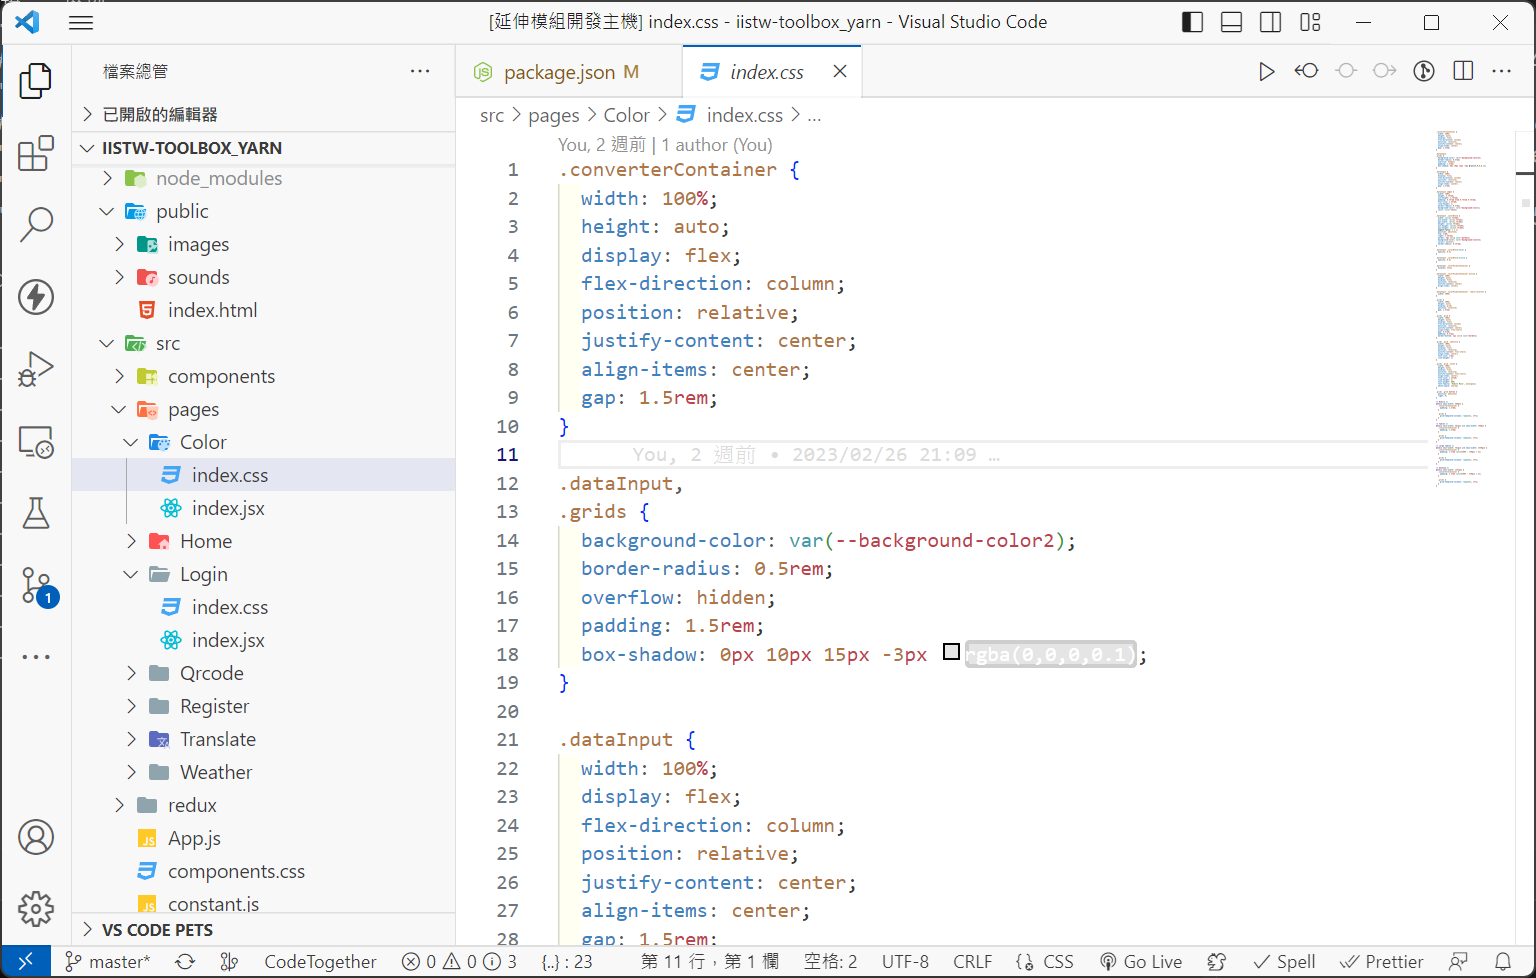 [延伸模組開發主機] index.css - iistw-toolbox_yarn - Visual Studio Code
檔案總管
已開啟的編輯器
IISTW-TOOLBOX_YARN
node_modules
public
images
sounds
index.html
src
components
pages
Color
index.css
index.jsx
Home
Login
index.css
index.jsx
Qrcode
Register
Translate
Weather
redux
App.js
components.css
constant.js
VS CODE PETS
1
package.json M
index.css
src > pages > Color > index.css > ...
You, 2 週前 | 1 author (You)
1 .converterContainer {
2 width: 100%;
3 height: auto;
4 display: flex;
5 flex-direction: column;
6 position: relative;
7 justify-content: center;
8 align-items: center;
9 gap: 1.5rem;
10 }
11 You, 2 週前 • 2023/02/26 21:09 …
12 .dataInput,
13 .grids {
14 background-color: var(--background-color2);
15 border-radius: 0.5rem;
16 overflow: hidden;
17 padding: 1.5rem;
18 box-shadow: 0px 10px 15px -3px rgba(0,0,0,0.1);
19 }
20
21 .dataInput {
22 width: 100%;
23 display: flex;
24 flex-direction: column;
25 position: relative;
26 justify-content: center;
27 align-items: center;
28 gap: 1.5rem;
master* CodeTogether 0 0 3 {..} : 23 第 11 行，第 1 欄 空格: 2 UTF-8 CRLF CSS Go Live Spell Prettier